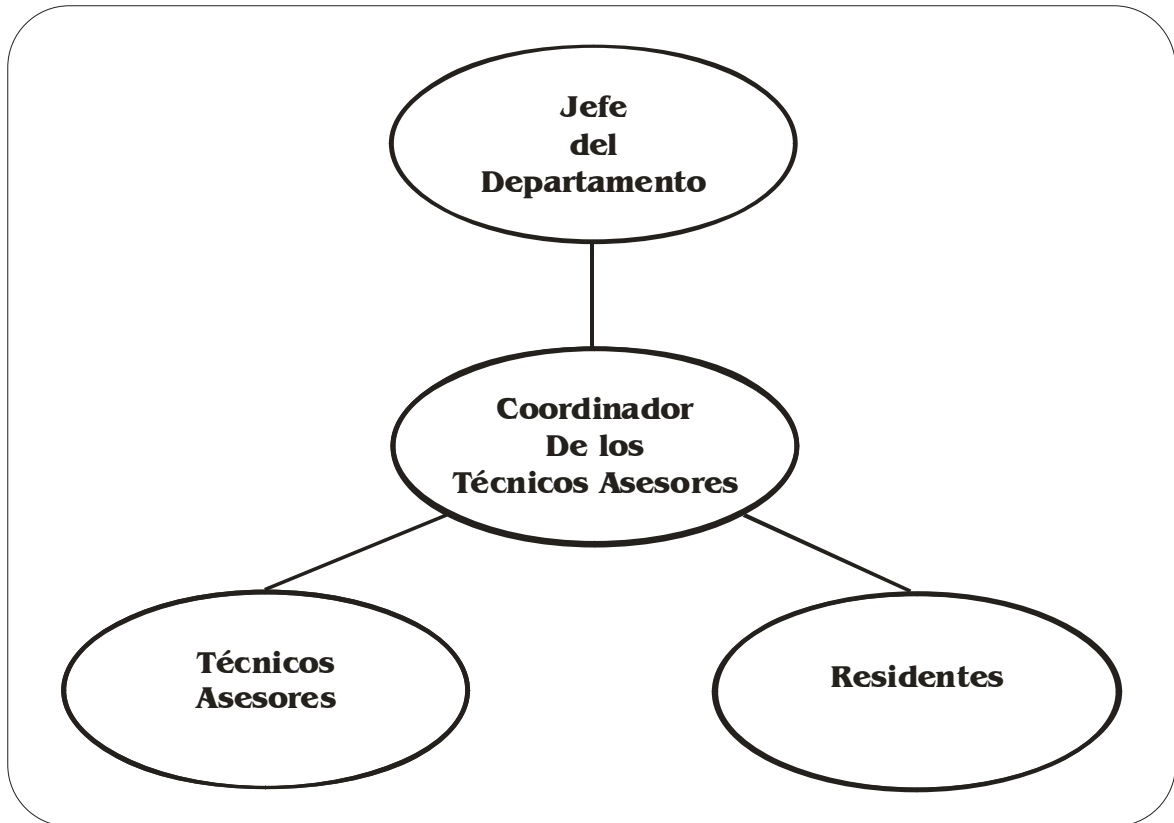 Jefe
del
Departamento
Coordinador
De los
Técnicos Asesores
Técnicos
Asesores
Residentes